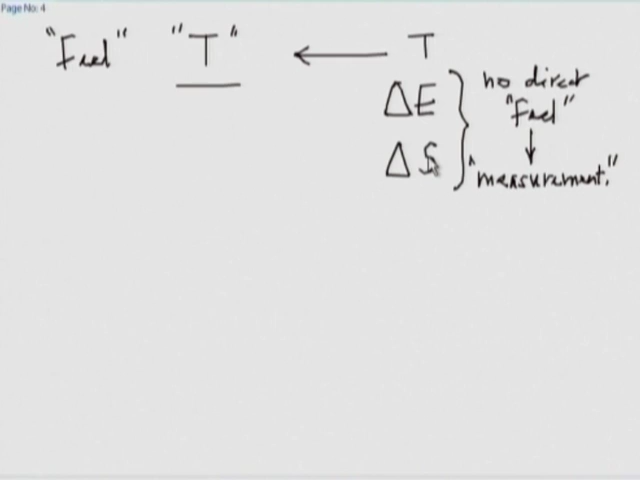 Page No: 4
"Feel" "T" ← T
ΔE
ΔS
} no direct
"Feel"
↓
"measurement."